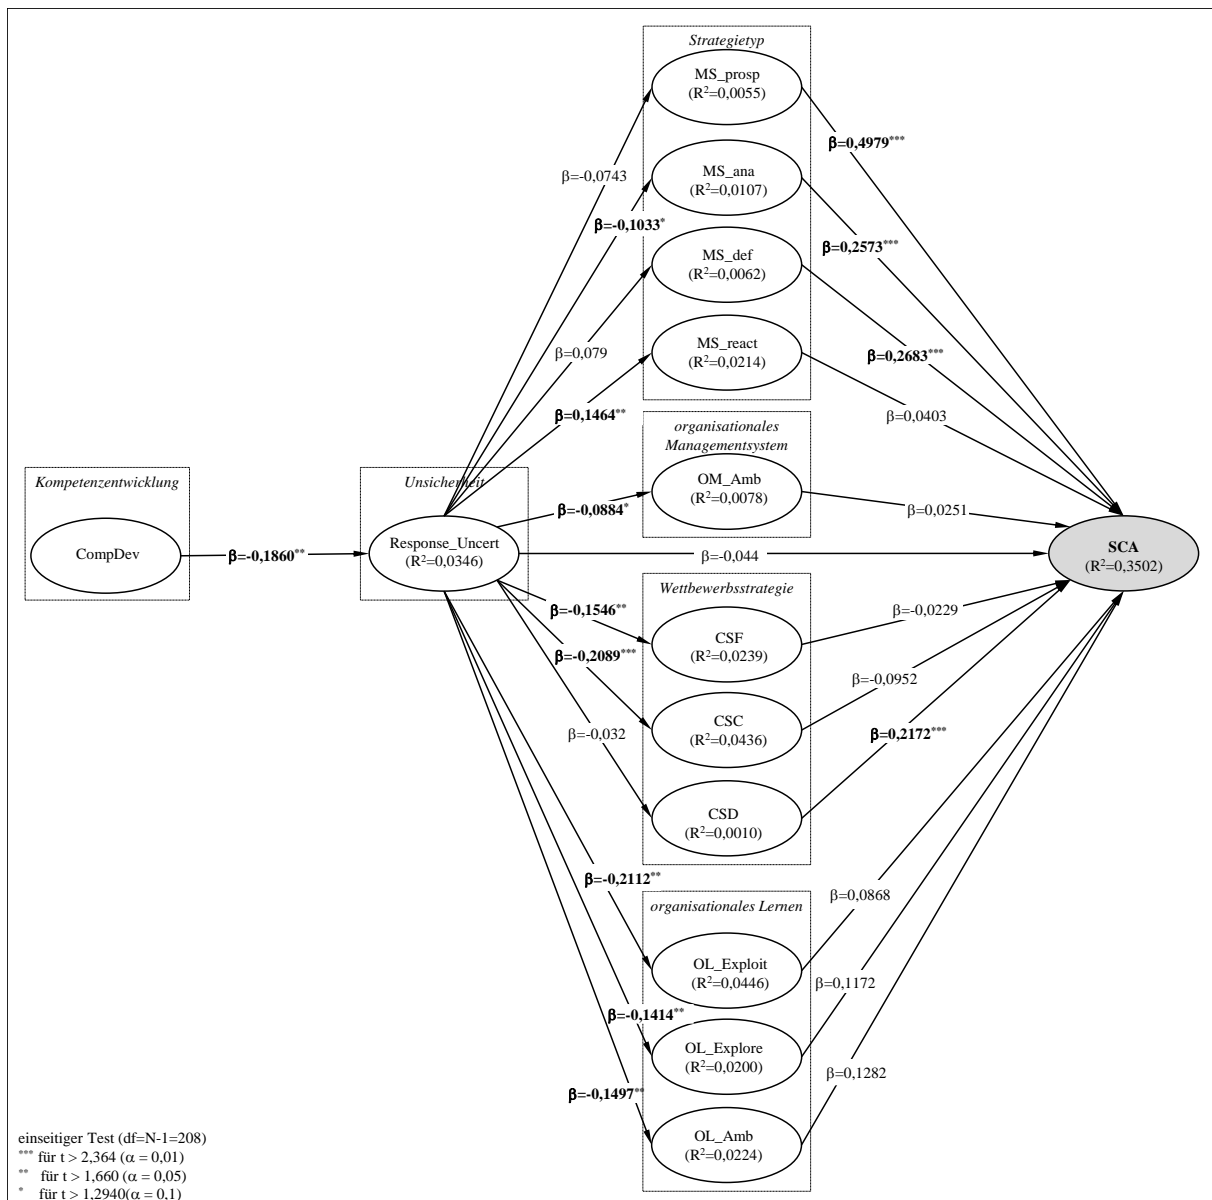 Strategietyp
MS_prosp
(R²=0,0055)
β=0,4979***
β=-0,0743
MS_ana
(R²=0,0107)
β=-0,1033*
β=0,2573***
MS_def
(R²=0,0062)
β=0,079
MS_react
(R²=0,0214)
β=0,2683***
β=0,1464**
β=0,0403
organisationales
Managementsystem
Kompetenzentwicklung
Unsicherheit
OM_Amb
(R²=0,0078)
β=-0,0884*
β=0,0251
CompDev
β=-0,1860**
Response_Uncert
(R²=0,0346)
β=-0,044
SCA
(R²=0,3502)
Wettbewerbsstrategie
β=-0,1546**
β=-0,0229
CSF
(R²=0,0239)
β=-0,2089***
β=-0,0952
CSC
(R²=0,0436)
β=-0,032
β=0,2172***
CSD
(R²=0,0010)
β=-0,2112**
β=0,0868
organisationales Lernen
OL_Exploit
(R²=0,0446)
β=0,1172
β=-0,1414**
OL_Explore
(R²=0,0200)
β=0,1282
β=-0,1497**
OL_Amb
(R²=0,0224)
einseitiger Test (df=N-1=208)
*** für t > 2,364 (α = 0,01)
** für t > 1,660 (α = 0,05)
* für t > 1,2940(α = 0,1)